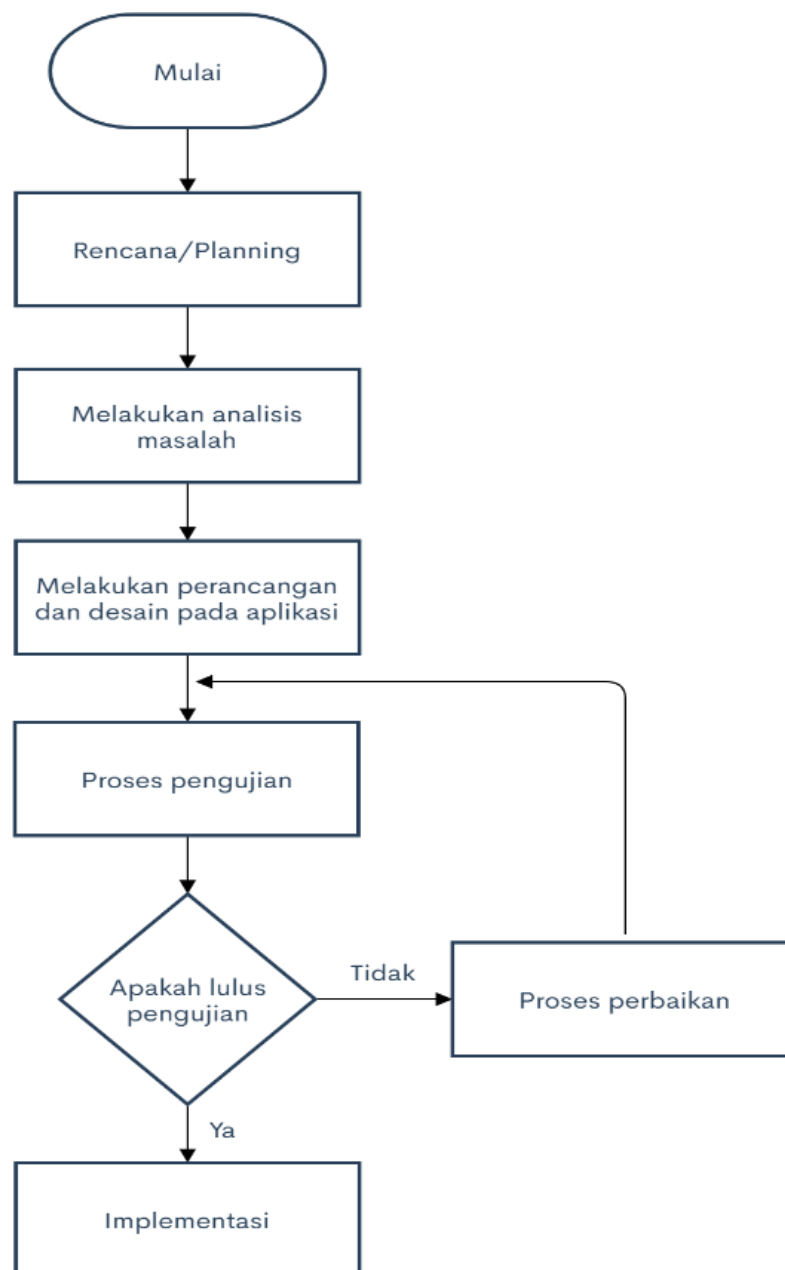 Mulai
Rencana/Planning
Melakukan analisis
masalah
Melakukan perancangan
dan desain pada aplikasi
Proses pengujian
Apakah lulus
pengujian
Tidak
Proses perbaikan
Ya
Implementasi